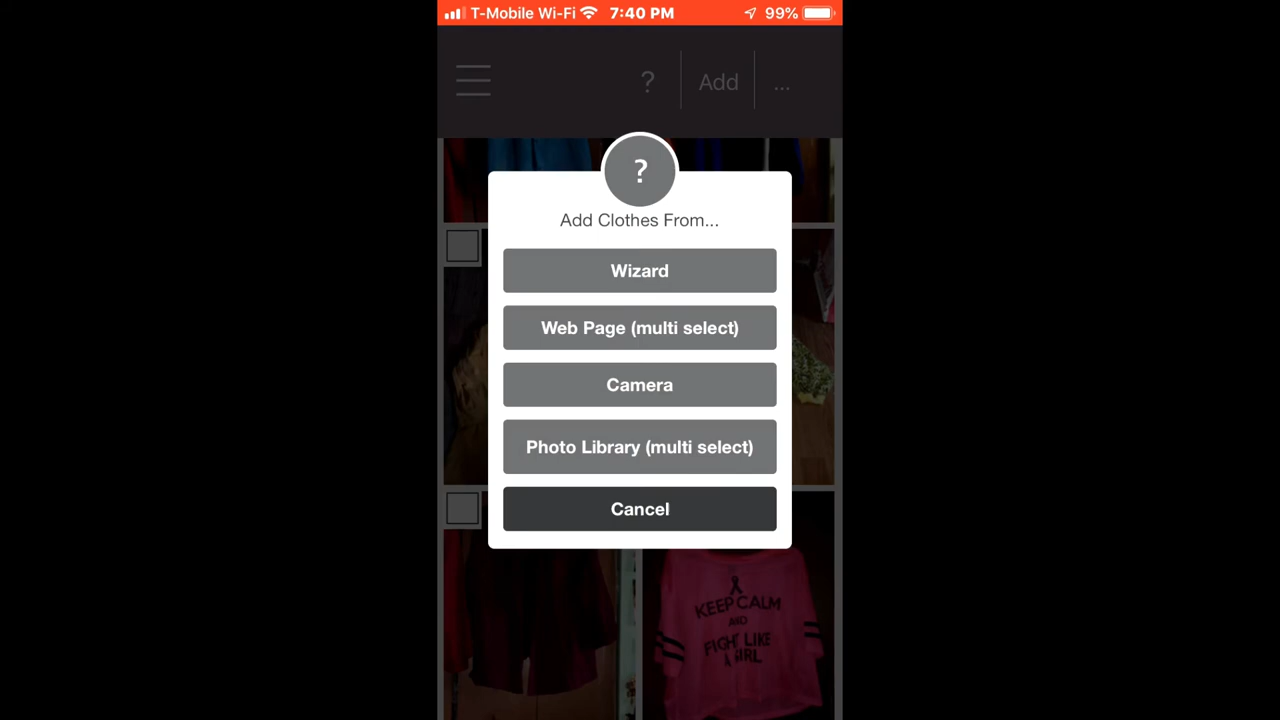 T-Mobile Wi-Fi 7:40 PM 99%
? Add ...
?
Add Clothes From...
Wizard
Web Page (multi select)
Camera
Photo Library (multi select)
Cancel
KEEP CALM
AND
FIGHT LIKE
A GIRL